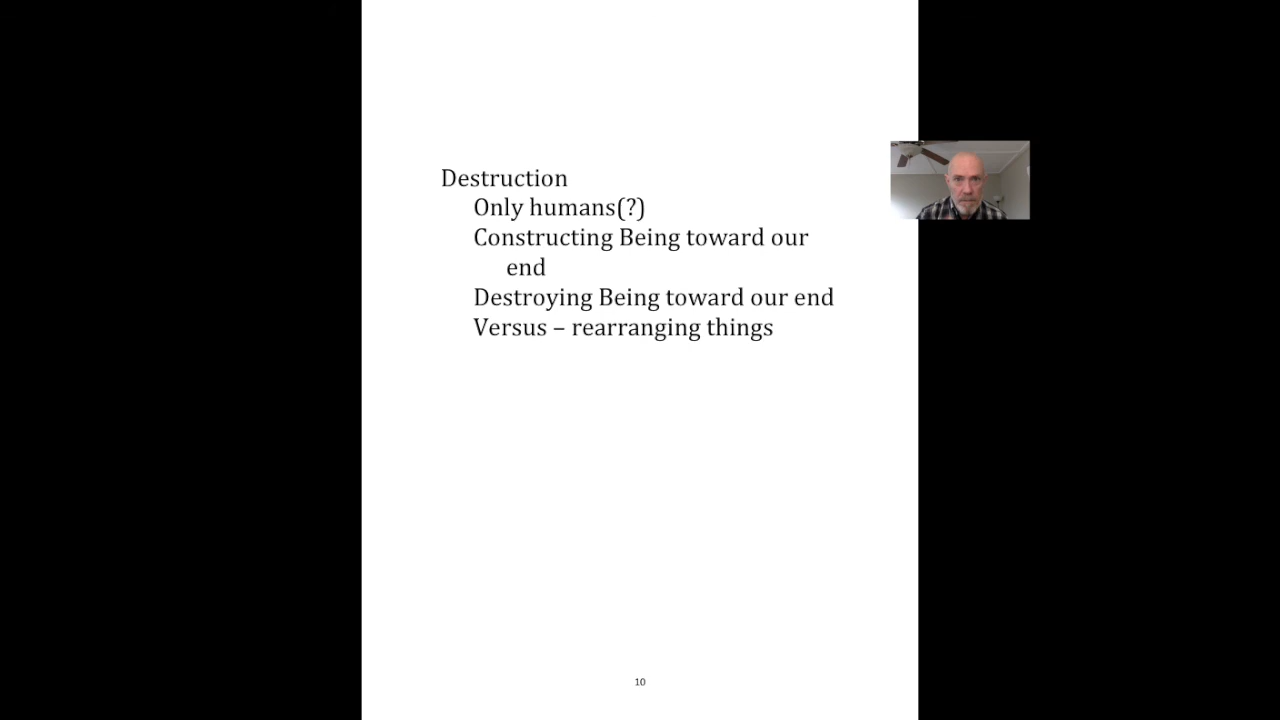 Destruction
Only humans(?)
Constructing Being toward our
end
Destroying Being toward our end
Versus – rearranging things
10